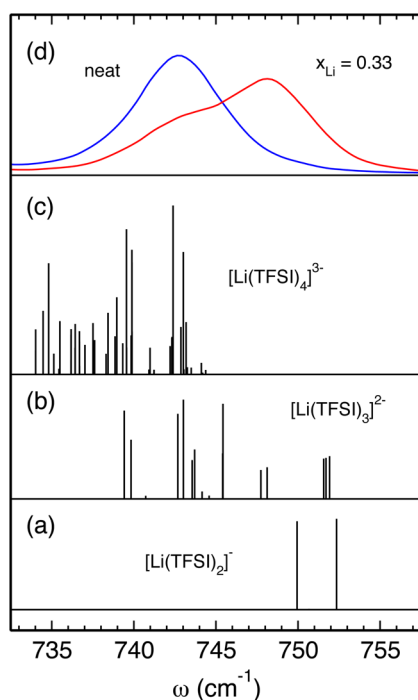 (d)
neat
x_Li = 0.33
(c)
[Li(TFSI)₄]³⁻
(b)
[Li(TFSI)₃]²⁻
(a)
[Li(TFSI)₂]⁻
735 740 745 750 755
ω (cm⁻¹)